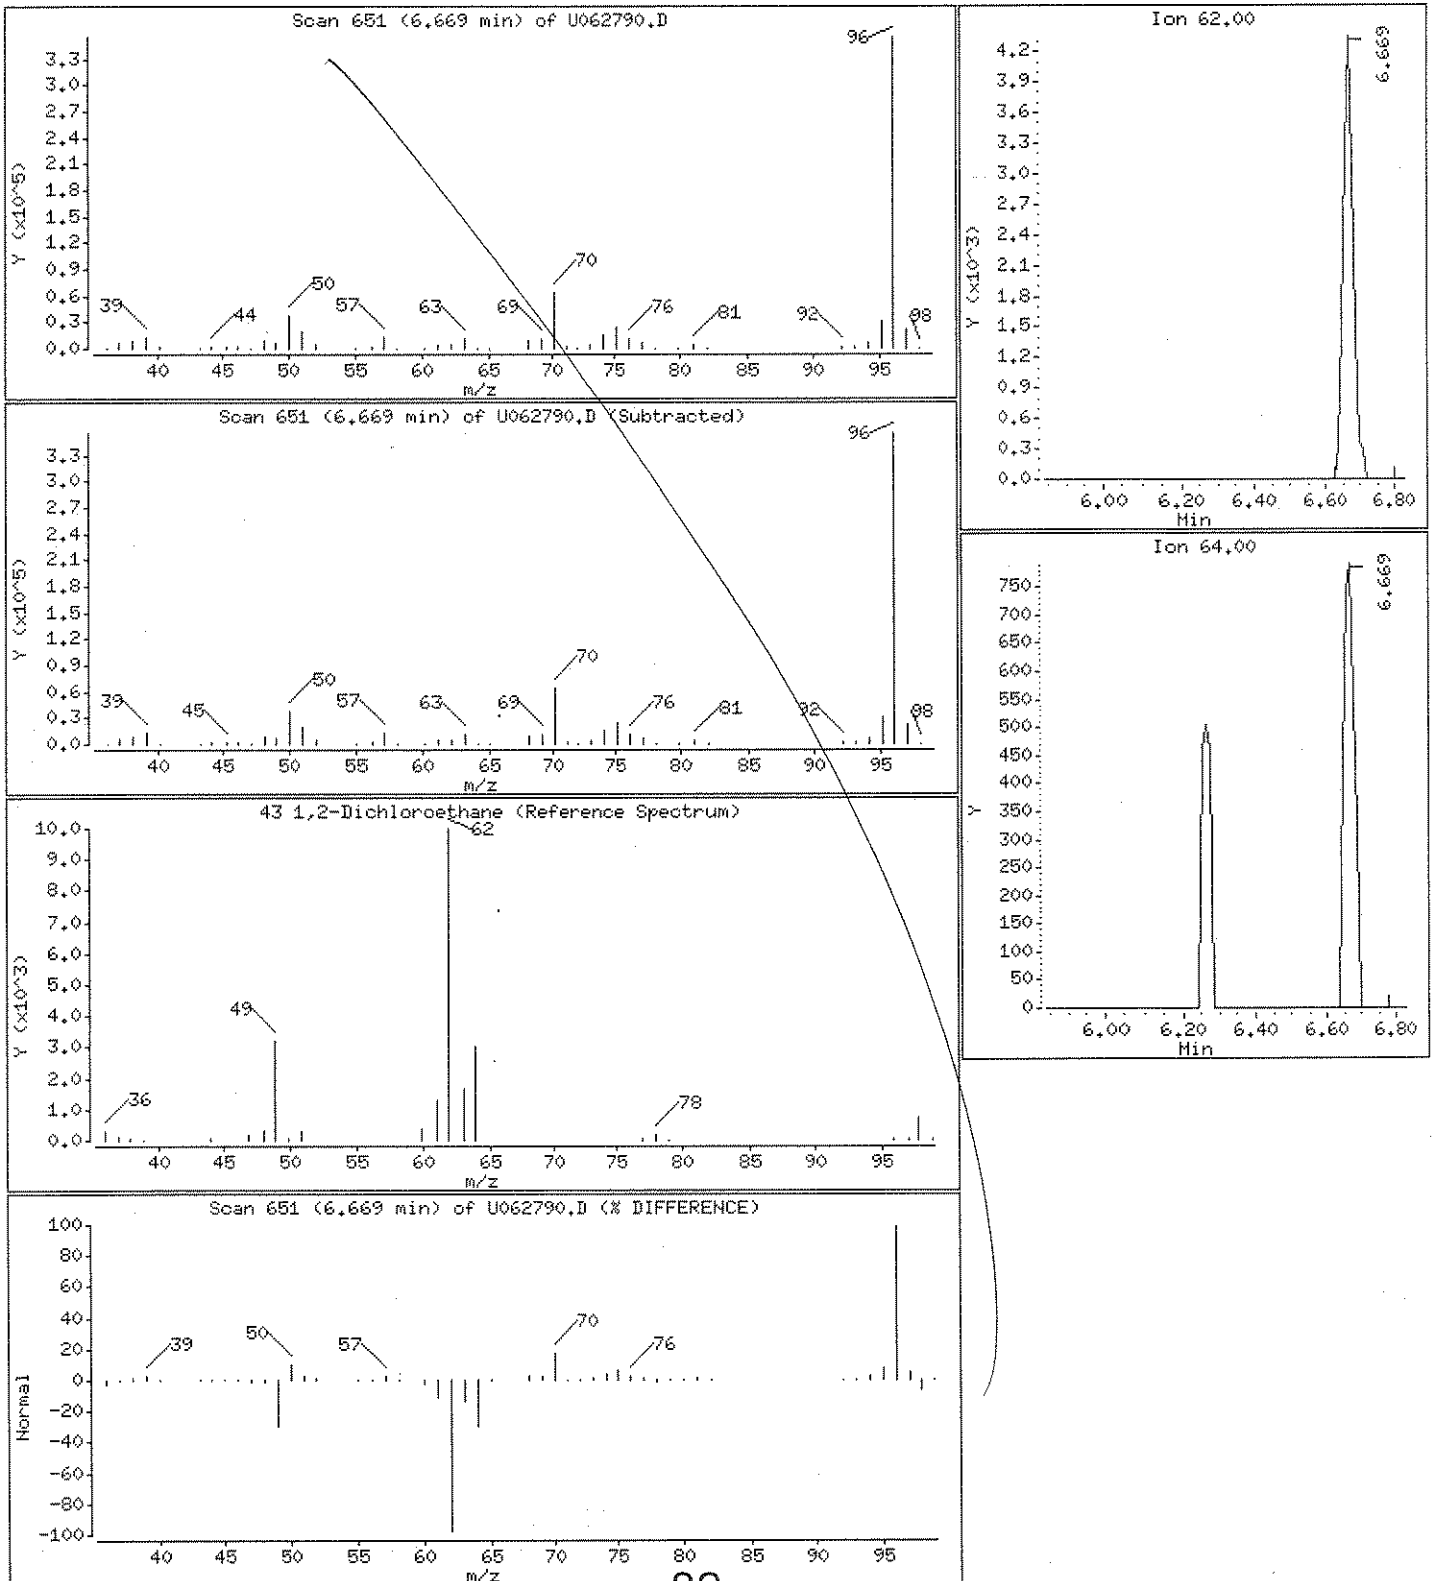 Scan 651 (6.669 min) of U062790.D
Y (x10^5)
3.3
3.0
2.7
2.4
2.1
1.8
1.5
1.2
0.9
0.6
0.3
0.0
39 44 50 57 63 69 70 76 81 92 96 98
40 45 50 55 60 65 70 75 80 85 90 95
m/z
Scan 651 (6.669 min) of U062790.D (Subtracted)
Y (x10^5)
3.3
3.0
2.7
2.4
2.1
1.8
1.5
1.2
0.9
0.6
0.3
0.0
39 45 50 57 63 69 70 76 81 92 96 98
40 45 50 55 60 65 70 75 80 85 90 95
m/z
43 1,2-Dichloroethane (Reference Spectrum)
Y (x10^3)
10.0
9.0
8.0
7.0
6.0
5.0
4.0
3.0
2.0
1.0
0.0
36 49 62 78
40 45 50 55 60 65 70 75 80 85 90 95
m/z
Scan 651 (6.669 min) of U062790.D (% DIFFERENCE)
Normal
100
80
60
40
20
0
-20
-40
-60
-80
-100
39 50 57 70 76
40 45 50 55 60 65 70 75 80 85 90 95
m/z
Ion 62.00
Y (x10^3)
4.2
3.9
3.6
3.3
3.0
2.7
2.4
2.1
1.8
1.5
1.2
0.9
0.6
0.3
0.0
6.669
6.00 6.20 6.40 6.60 6.80
Min
Ion 64.00
Y
750
700
650
600
550
500
450
400
350
300
250
200
150
100
50
0
6.669
6.00 6.20 6.40 6.60 6.80
Min